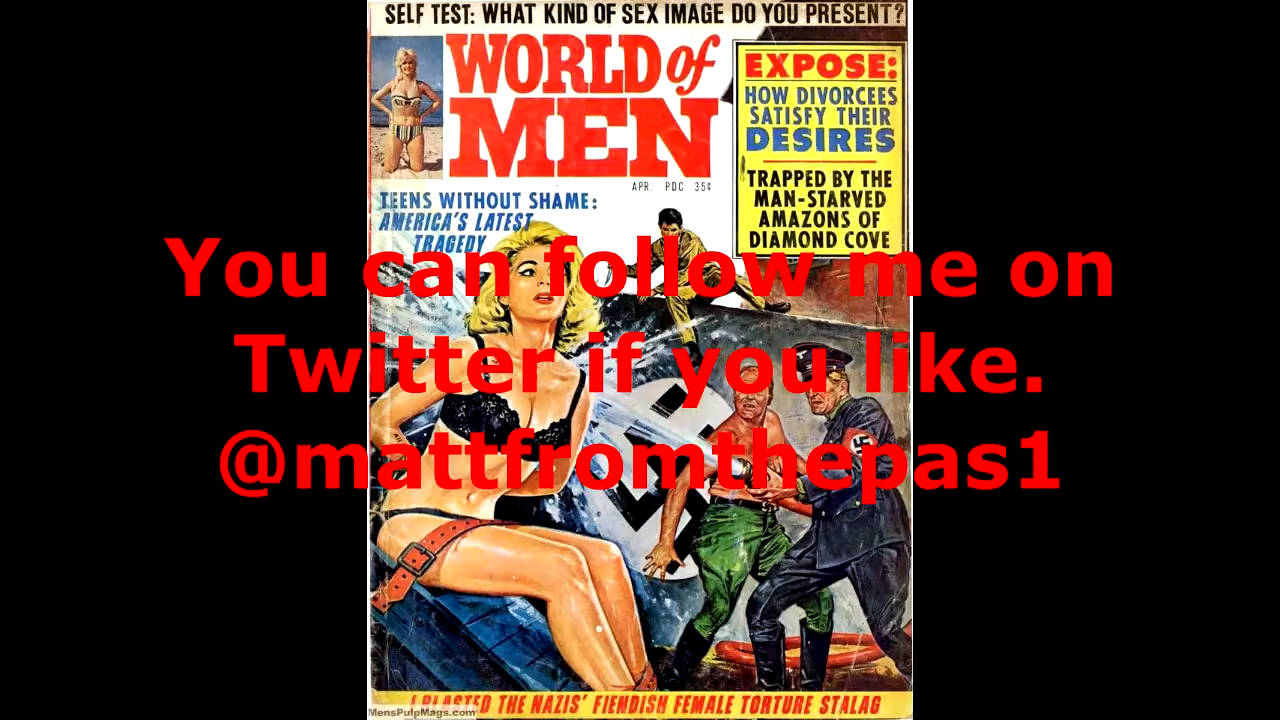 SELF TEST: WHAT KIND OF SEX IMAGE DO YOU PRESENT?
WORLD of
MEN
APR. PDC 35¢
EXPOSE:
HOW DIVORCEES
SATISFY THEIR
DESIRES
TRAPPED BY THE
MAN-STARVED
AMAZONS OF
DIAMOND COVE
TEENS WITHOUT SHAME:
AMERICA'S LATEST
TRAGEDY
You can follow me on
Twitter if you like.
@mattfromthepas1
I BLASTED THE NAZIS' FIENDISH FEMALE TORTURE STALAG
MensPulpMags.com